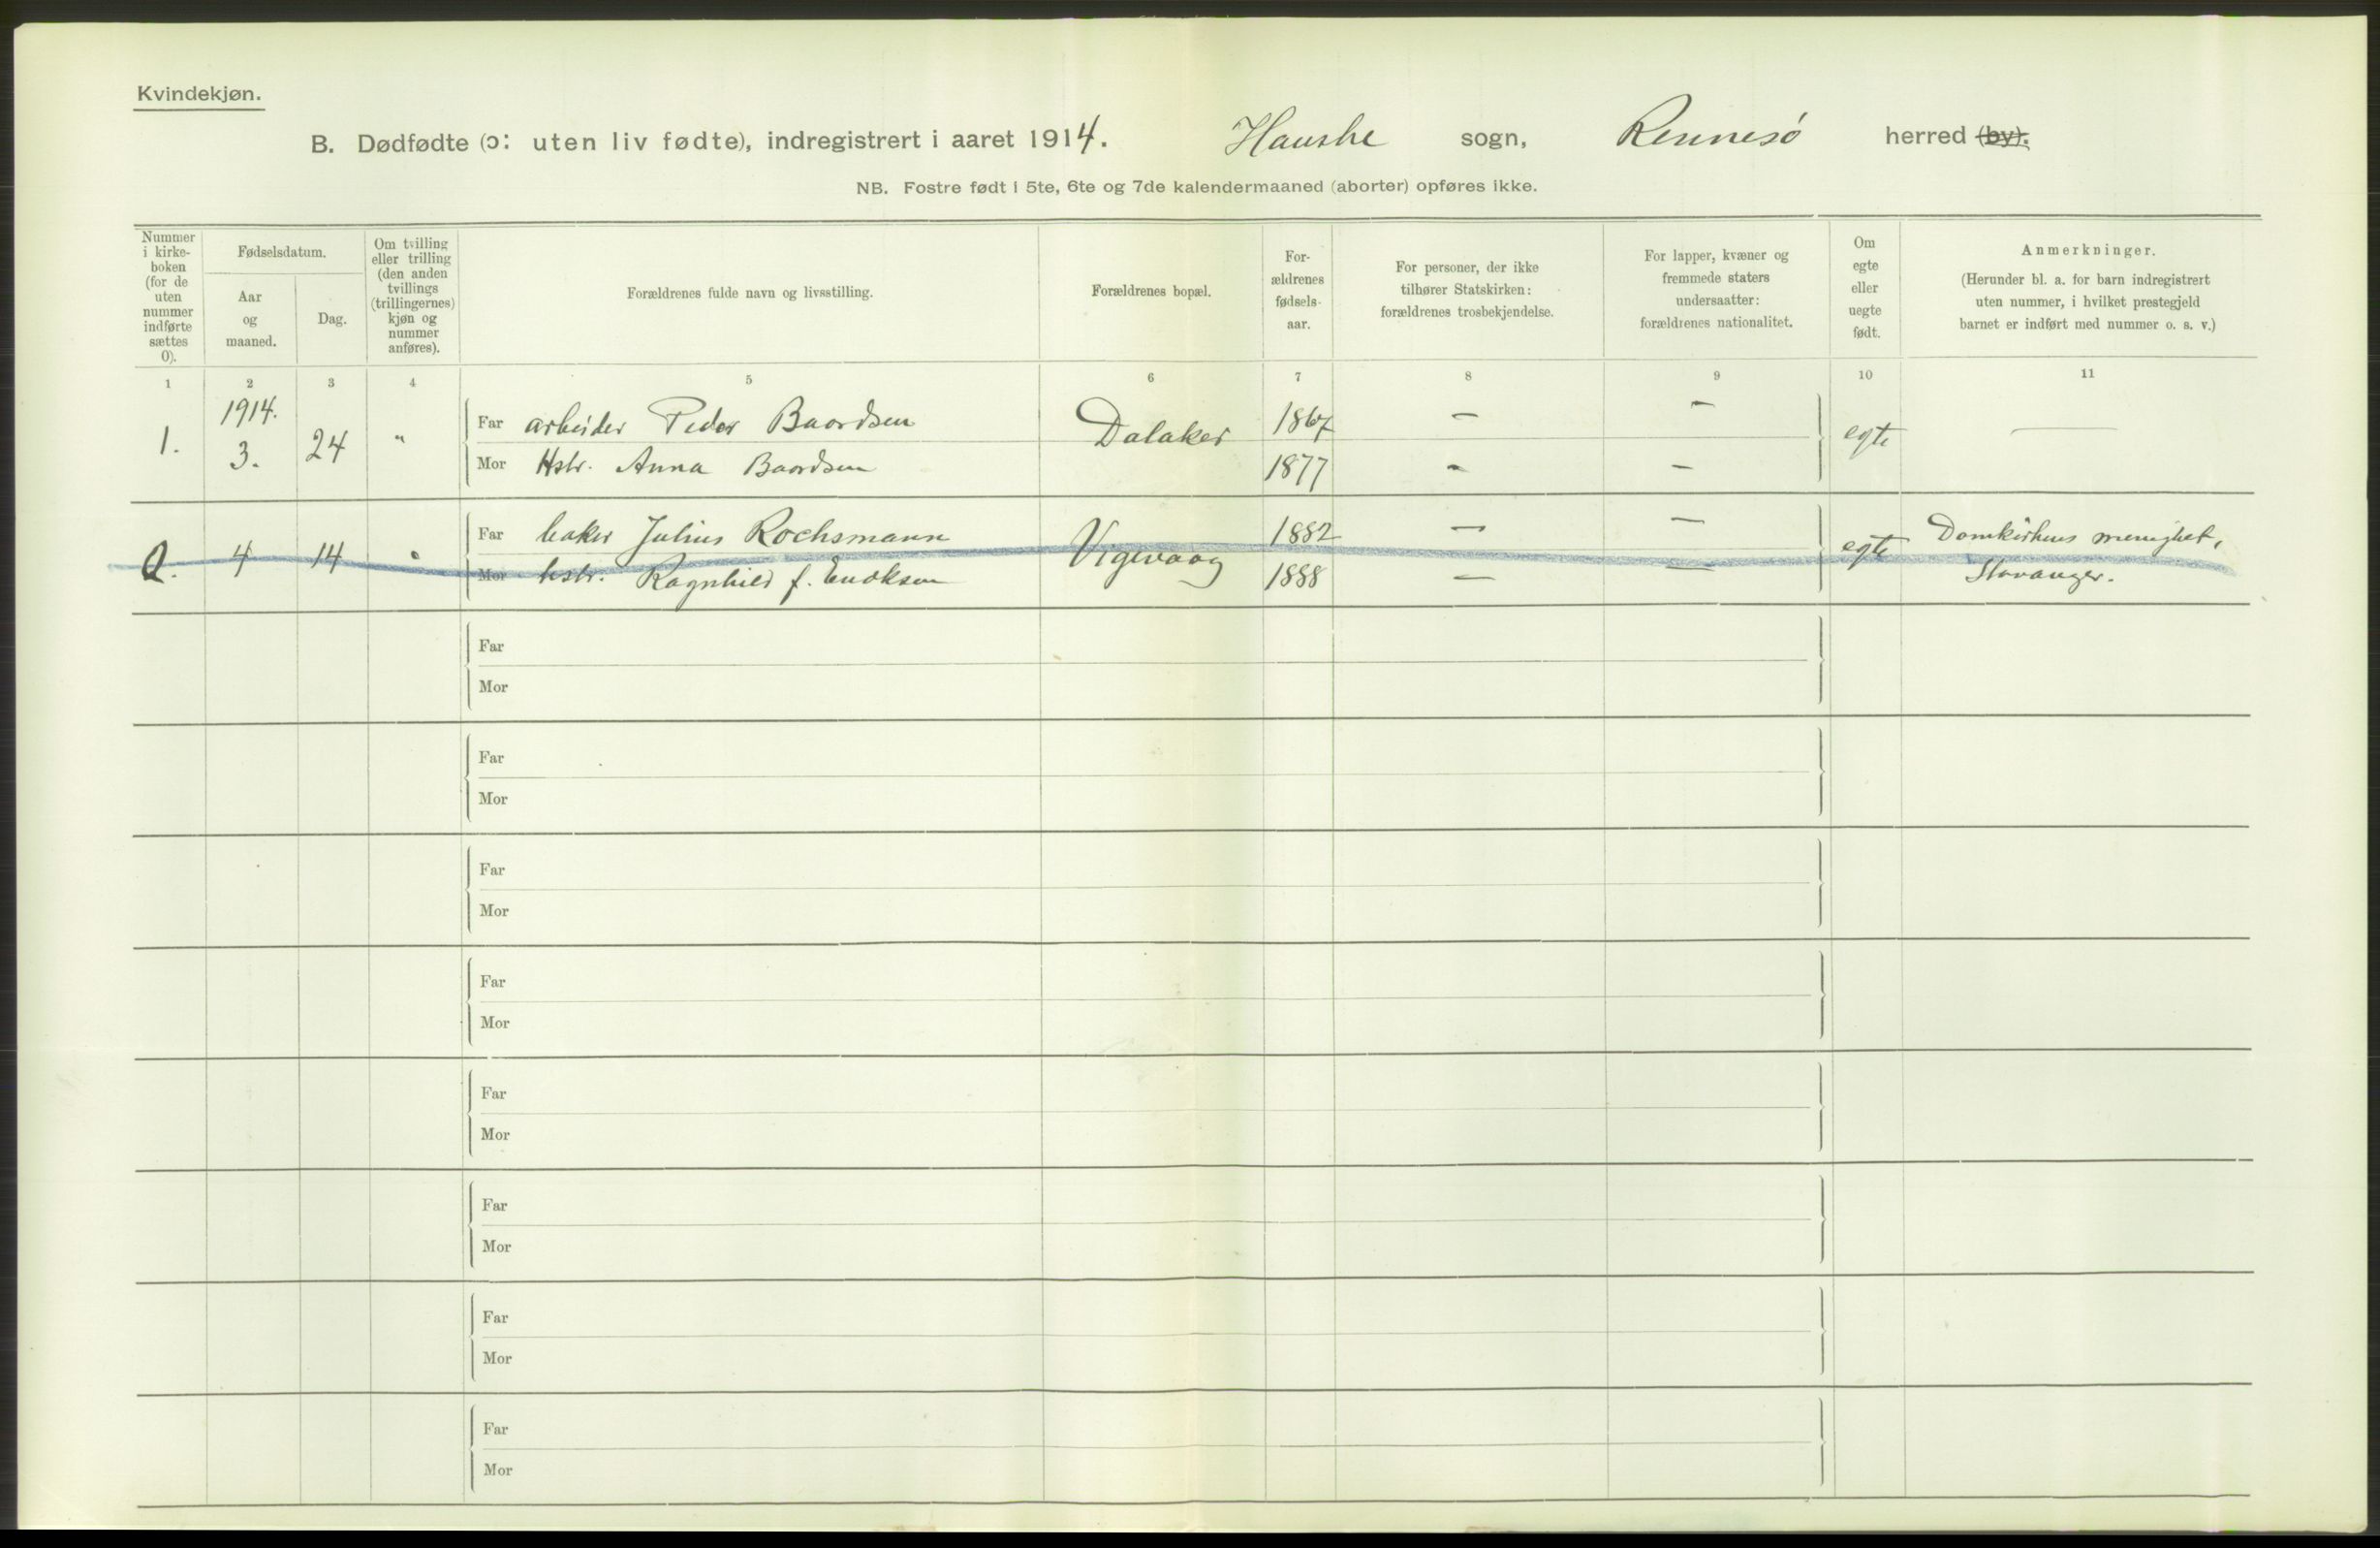 Kvindekjøn.
B. Dødfødte (ɔ: uten liv fødte), indregistrert i aaret 1914. Hauske sogn, Rennesø herred (by).
NB. Fostre født i 5te, 6te og 7de kalendermaaned (aborter) opføres ikke.
Nummer i kirke-boken (for de uten nummer indførte sættes 0).
Fødselsdatum.
Aar og maaned.
Dag.
Om tvilling eller trilling (den anden tvillings (trillingernes) kjøn og nummer anføres).
Forældrenes fulde navn og livsstilling.
Forældrenes bopæl.
For-ældrenes fødsels-aar.
For personer, der ikke tilhører Statskirken: forældrenes trosbekjendelse.
For lapper, kvæner og fremmede staters undersaatter: forældrenes nationalitet.
Om egte eller uegte født.
Anmerkninger.
(Herunder bl. a. for barn indregistrert uten nummer, i hvilket prestegjeld barnet er indført med nummer o. s. v.)
1 2 3 4 5 6 7 8 9 10 11
1914.
1. 3. 24 " Far arbeider Peder Baardsen Dalaker 1867 — — egte —
Mor Hstr. Anna Baardsen 1877 — —
0. 4 14 " Far baker Julius Rochsmann Vigevaag 1882 — — egte Domkirkens menighet,
Mor hstr. Ragnhild f. Enoksen 1888 — — Stavanger.
Far
Mor
Far
Mor
Far
Mor
Far
Mor
Far
Mor
Far
Mor
Far
Mor
Far
Mor